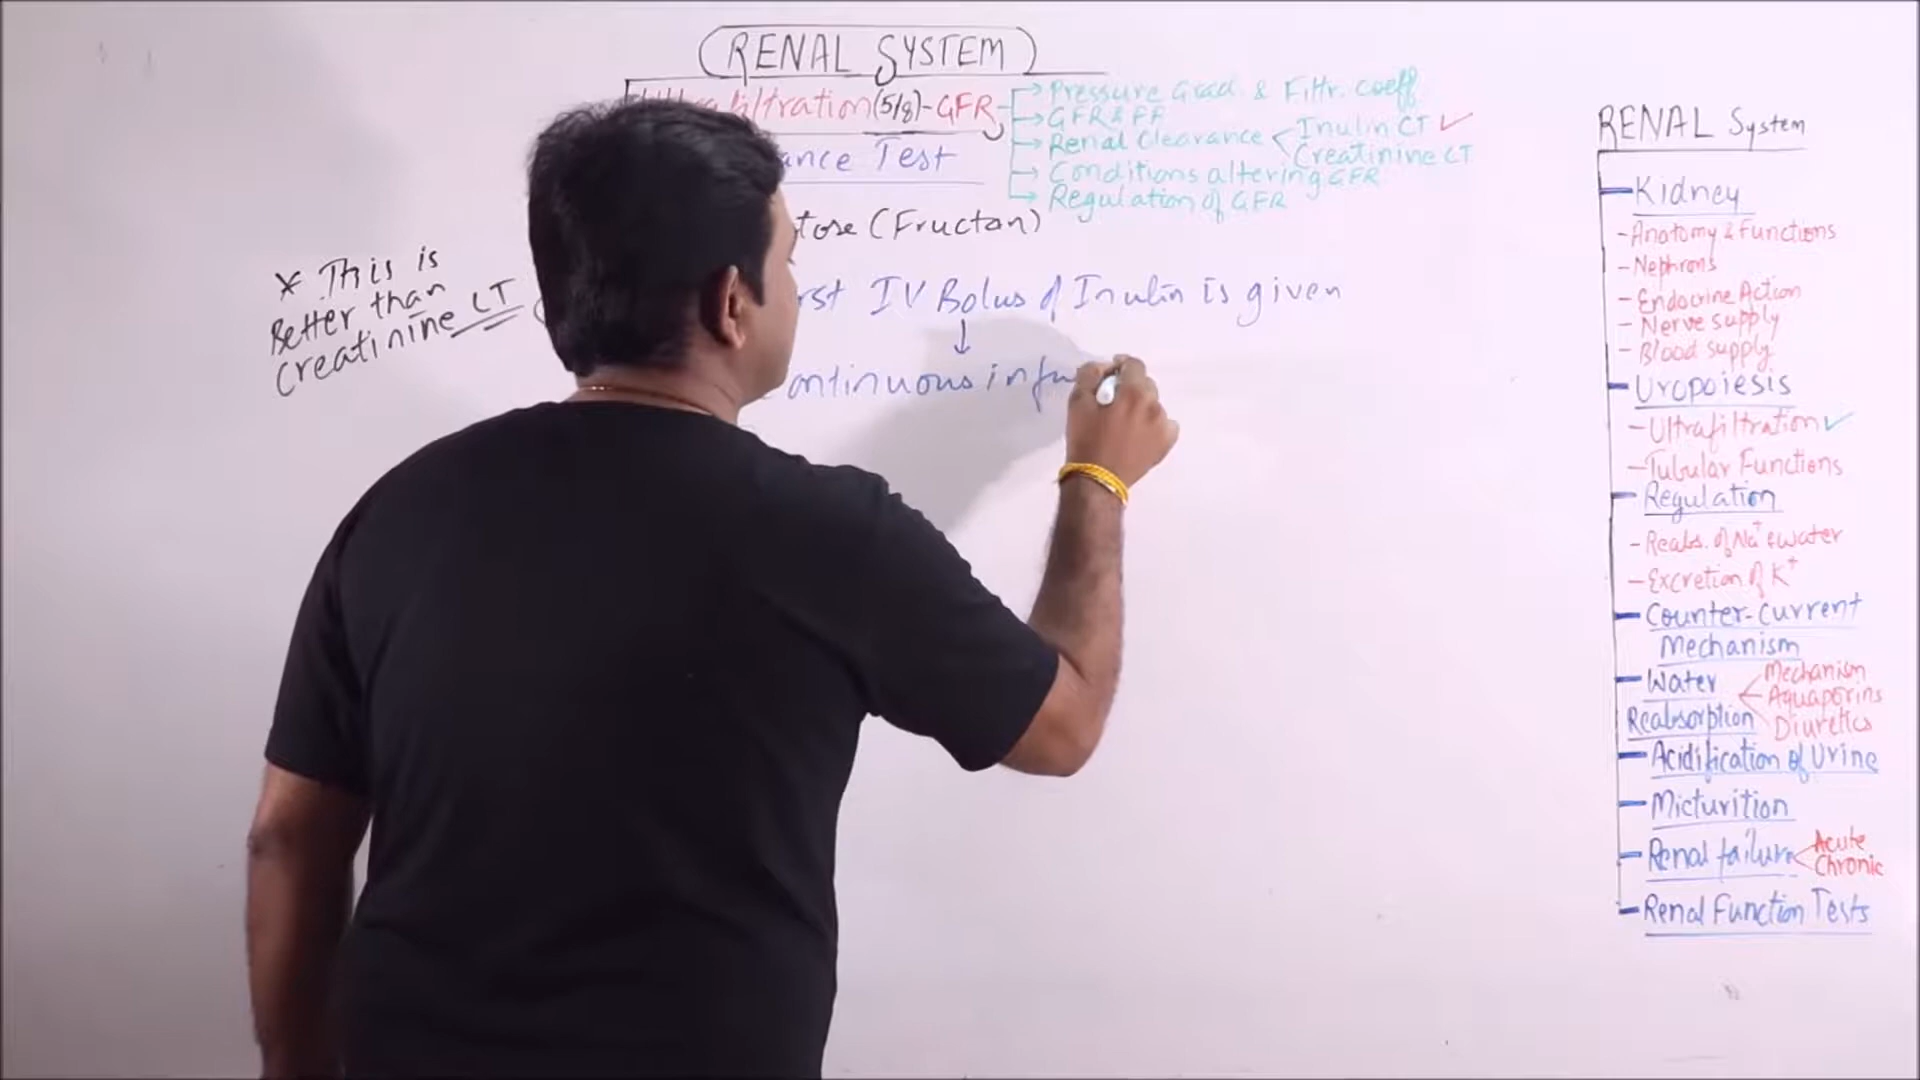 RENAL SYSTEM
filtration (5/8) - GFR
Pressure Grad. & Filtr. coeff
GFR & FF
Renal Clearance
Inulin CT ✓
Creatinine CT
Conditions altering GFR
Regulation of GFR
ance Test
tose (Fructan)
* This is
Better than
Creatinine CT
rst IV Bolus of Inulin is given
↓
ontinuous infu
RENAL System
Kidney
- Anatomy & Functions
- Nephrons
- Endocrine Action
- Nerve supply
- Blood supply
Uropoiesis
- Ultrafiltration ✓
- Tubular Functions
Regulation
- Reabs. of Na+ & water
- Excretion of K+
Counter-current
Mechanism
Water
Reabsorption
Mechanism
Aquaporins
Diuretics
Acidification of Urine
Micturition
Renal failure
Acute
Chronic
Renal Function Tests